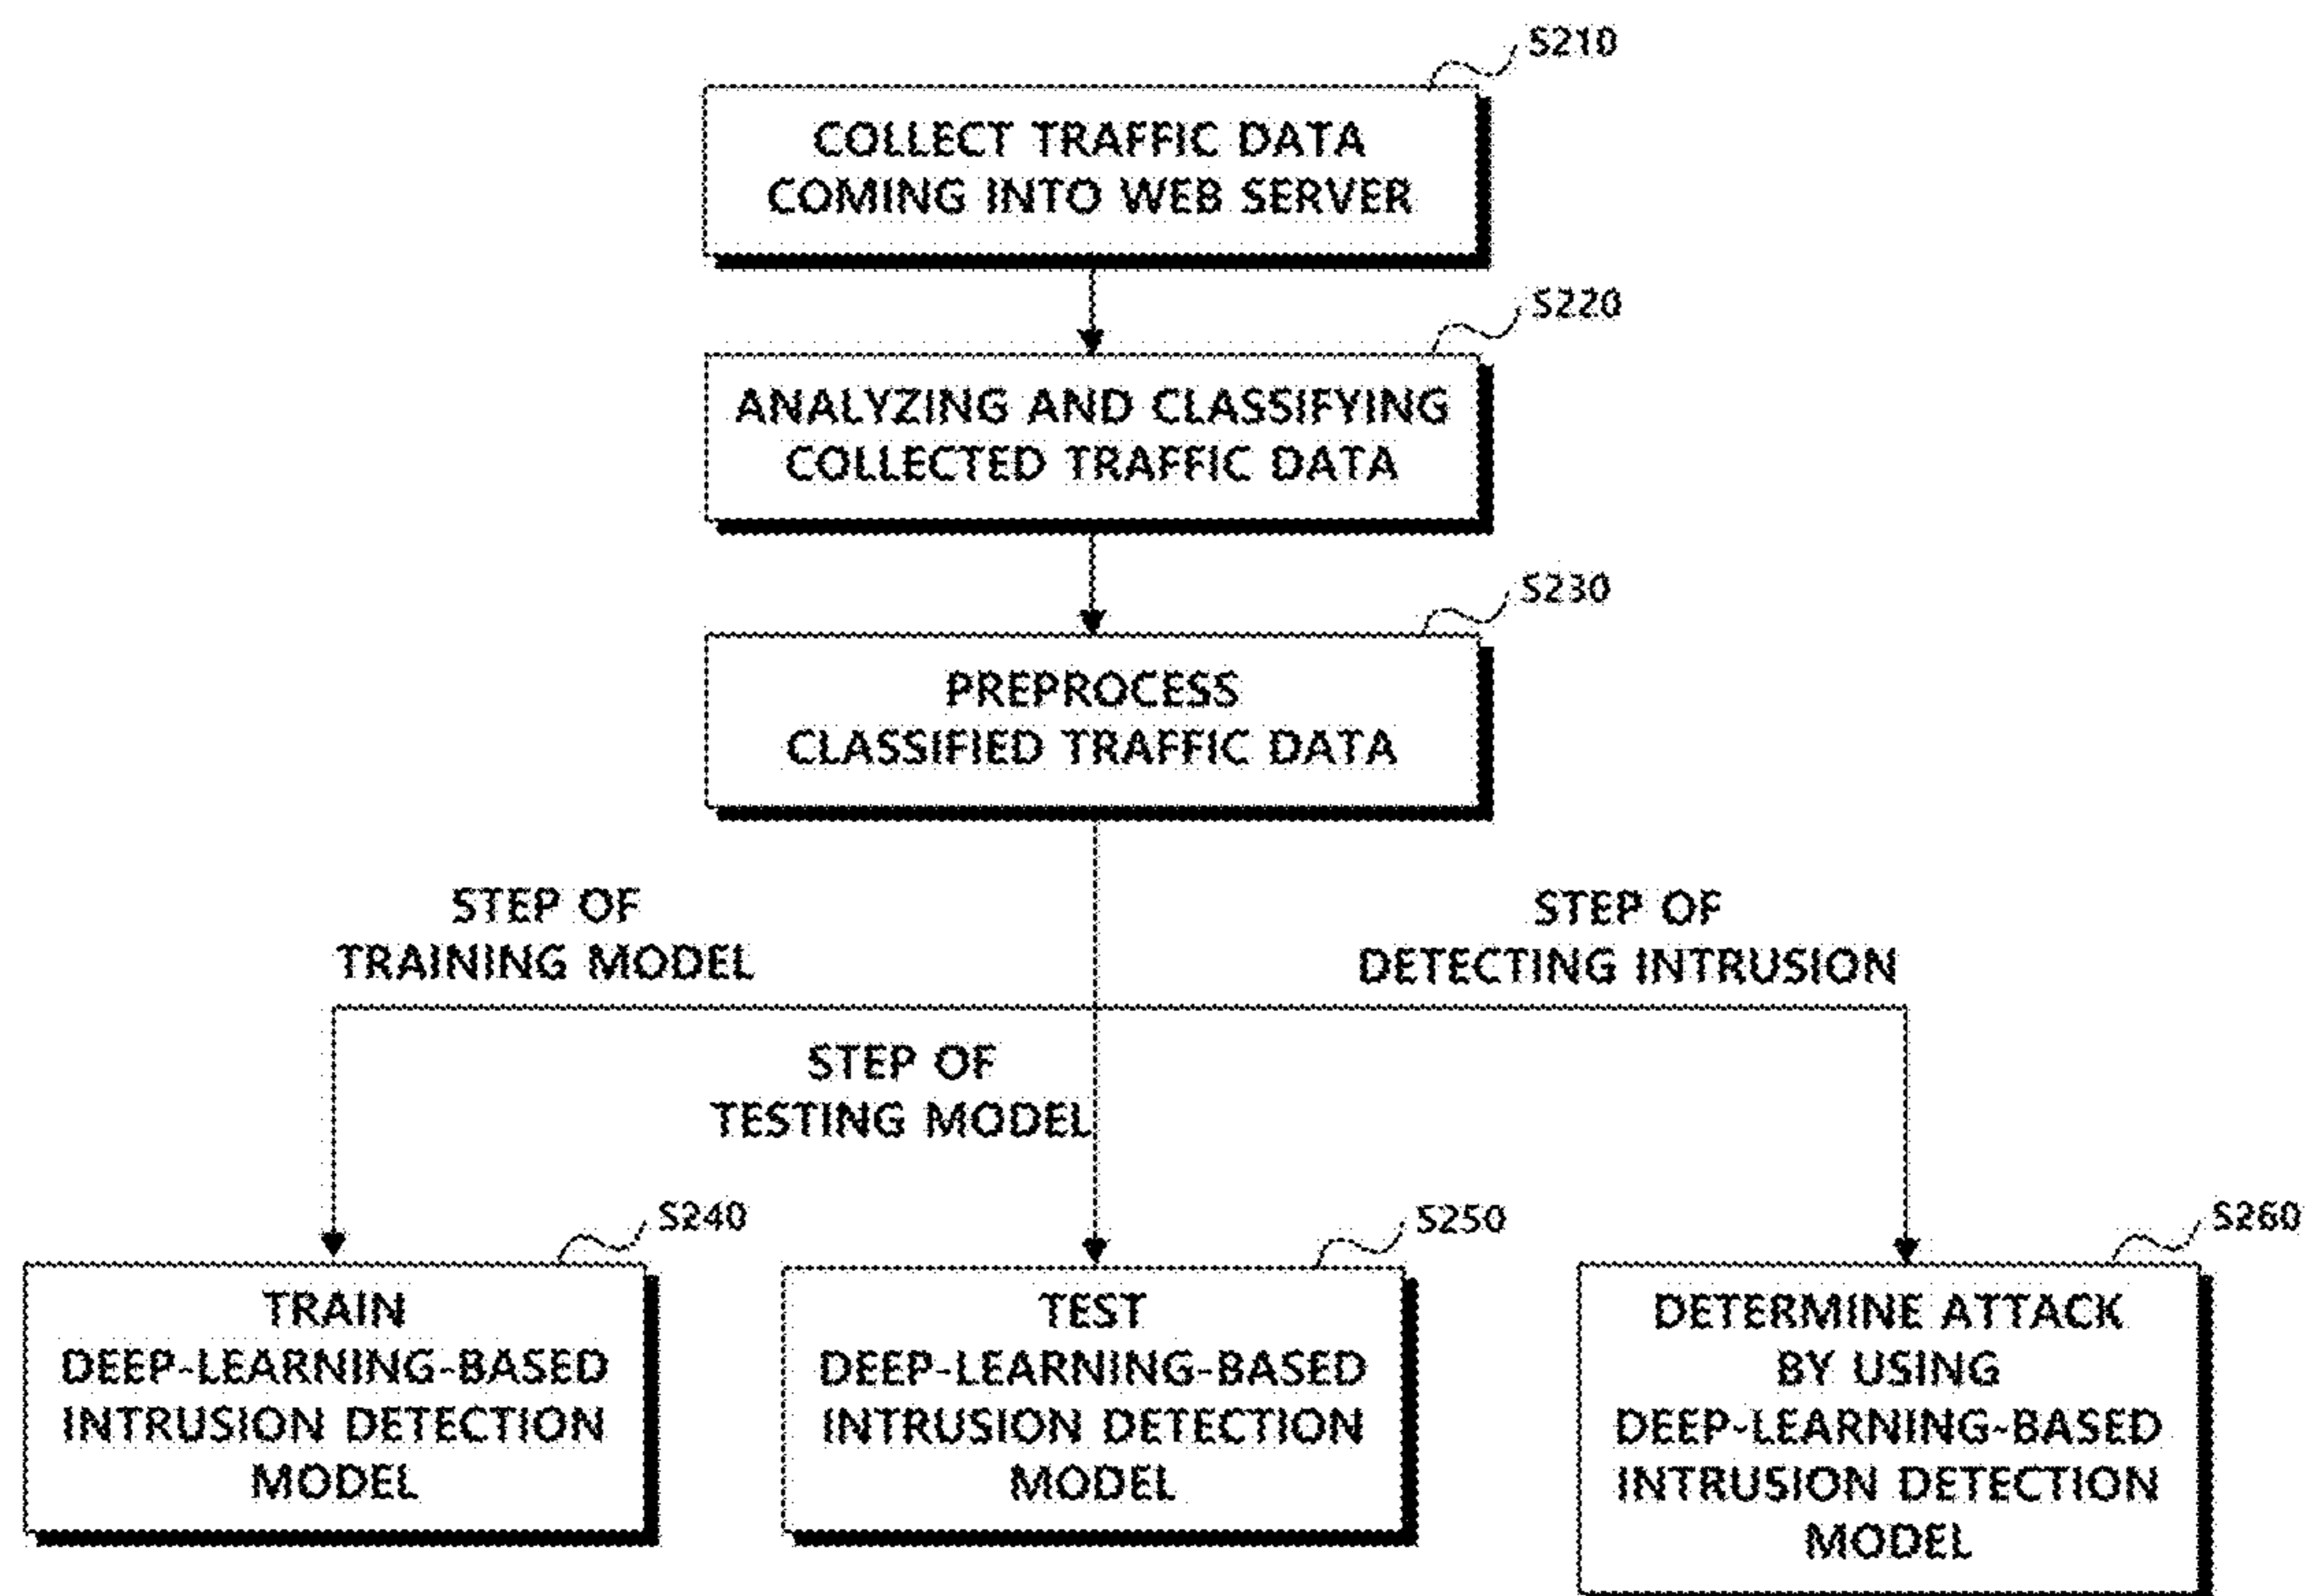 S210
COLLECT TRAFFIC DATA
COMING INTO WEB SERVER
S220
ANALYZING AND CLASSIFYING
COLLECTED TRAFFIC DATA
S230
PREPROCESS
CLASSIFIED TRAFFIC DATA
STEP OF
TRAINING MODEL
STEP OF
DETECTING INTRUSION
STEP OF
TESTING MODEL
S240
TRAIN
DEEP-LEARNING-BASED
INTRUSION DETECTION
MODEL
S250
TEST
DEEP-LEARNING-BASED
INTRUSION DETECTION
MODEL
S260
DETERMINE ATTACK
BY USING
DEEP-LEARNING-BASED
INTRUSION DETECTION
MODEL